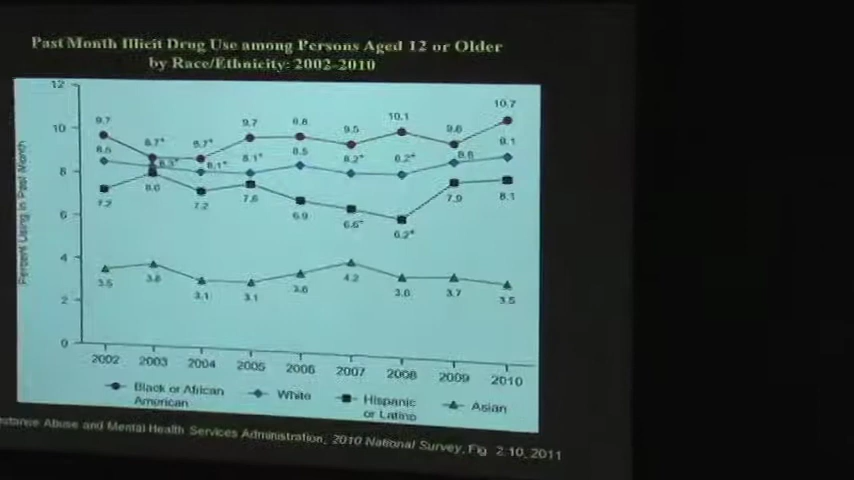 Past Month Illicit Drug Use among Persons Aged 12 or Older
by Race/Ethnicity: 2002-2010
Percent Using in Past Month
12
10
8
6
4
2
0
9.7 8.7+ 8.7+ 9.7 9.8 9.5 10.1 9.6 10.7
8.5 8.3+ 8.1+ 8.1+ 8.5 8.2+ 8.2+ 8.8 9.1
7.2 8.0 7.2 7.6 6.9 6.6+ 6.2+ 7.9 8.1
3.5 3.8 3.1 3.1 3.6 4.2 3.6 3.7 3.5
2002 2003 2004 2005 2006 2007 2008 2009 2010
Black or African American White Hispanic or Latino Asian
Abuse and Mental Health Services Administration, 2010 National Survey, Fig 2.10, 2011